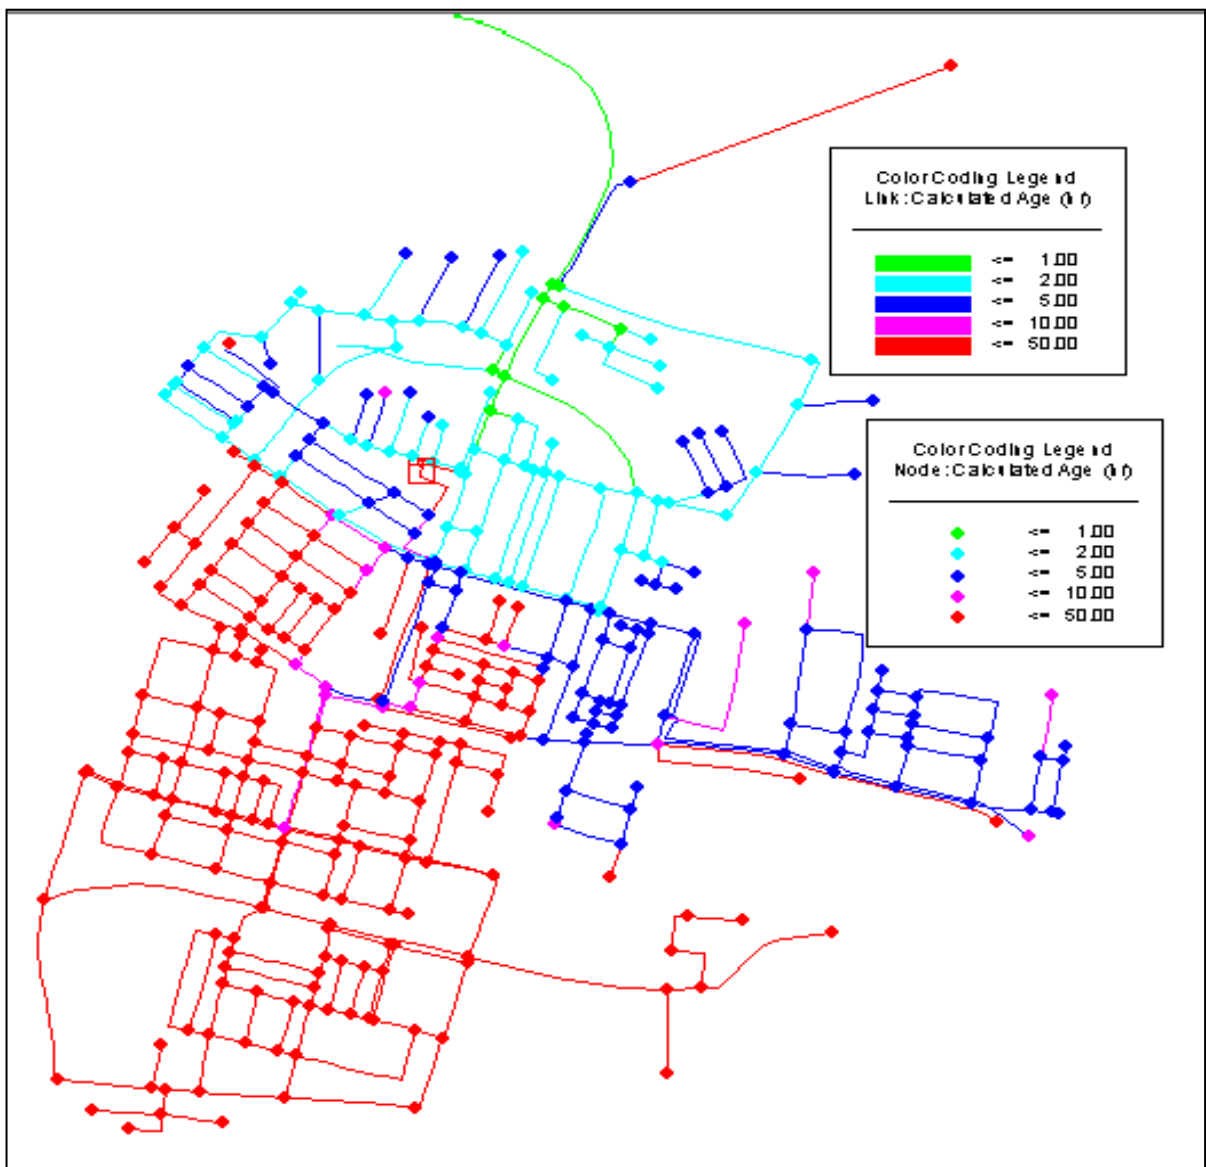 Color Coding Legend
Link: Calculated Age (hr)
<= 1.00
<= 2.00
<= 5.00
<= 10.00
<= 50.00
Color Coding Legend
Node: Calculated Age (hr)
<= 1.00
<= 2.00
<= 5.00
<= 10.00
<= 50.00